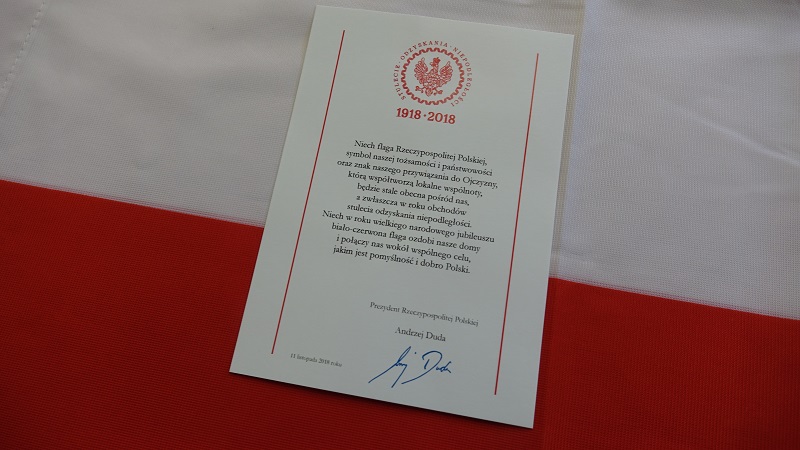 STULECIE · ODZYSKANIA · NIEPODLEGŁOŚCI
1918 · 2018
Niech flaga Rzeczypospolitej Polskiej,
symbol naszej tożsamości i państwowości
oraz znak naszego przywiązania do Ojczyzny,
którą współtworzą lokalne wspólnoty,
będzie stale obecna pośród nas,
a zwłaszcza w roku obchodów
stulecia odzyskania niepodległości.
Niech w roku wielkiego narodowego jubileuszu
biało-czerwona flaga ozdobi nasze domy
i połączy nas wokół wspólnego celu,
jakim jest pomyślność i dobro Polski.
Prezydent Rzeczypospolitej Polskiej
Andrzej Duda
11 listopada 2018 roku
Duda